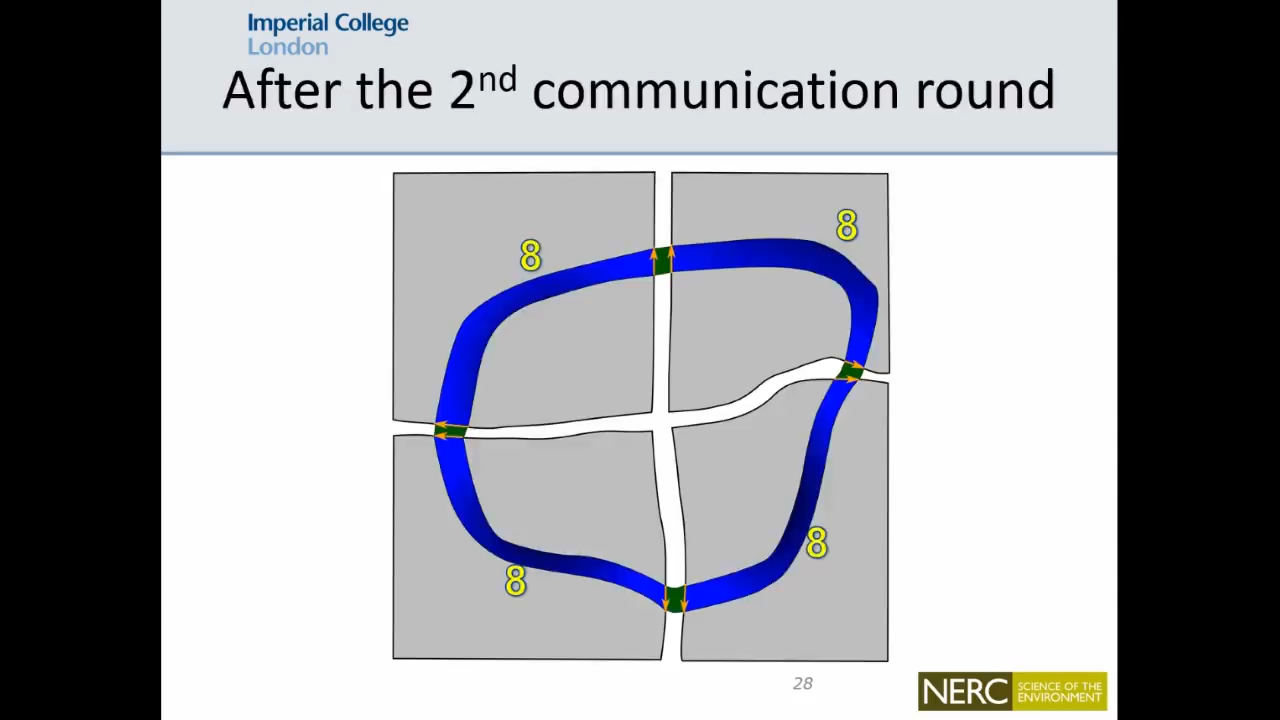 Imperial College
London
After the 2nd communication round
8
8
8
8
28
NERC
SCIENCE OF THE
ENVIRONMENT